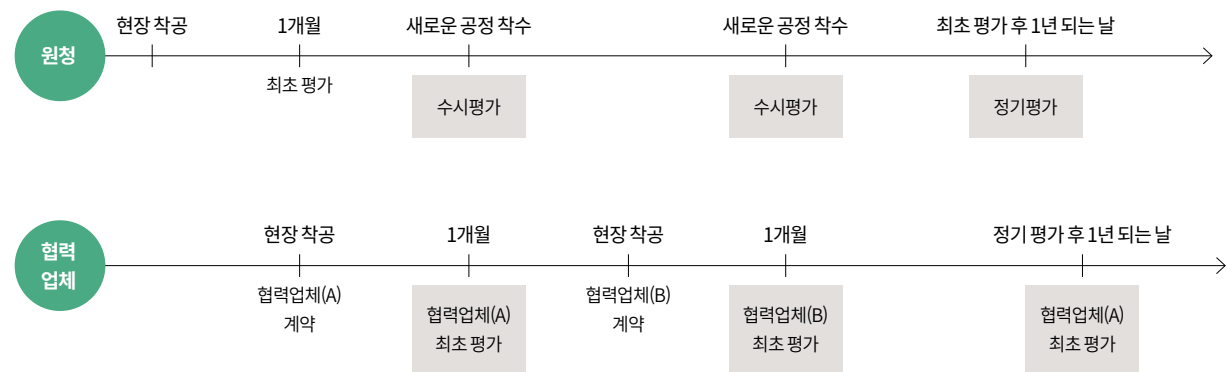 원청
현장 착공
1개월
새로운 공정 착수
새로운 공정 착수
최초 평가 후 1년 되는 날
최초 평가
수시평가
수시평가
정기평가
협력
업체
현장 착공
1개월
현장 착공
1개월
정기 평가 후 1년 되는 날
협력업체(A)
계약
협력업체(A)
최초 평가
협력업체(B)
계약
협력업체(B)
최초 평가
협력업체(A)
최초 평가